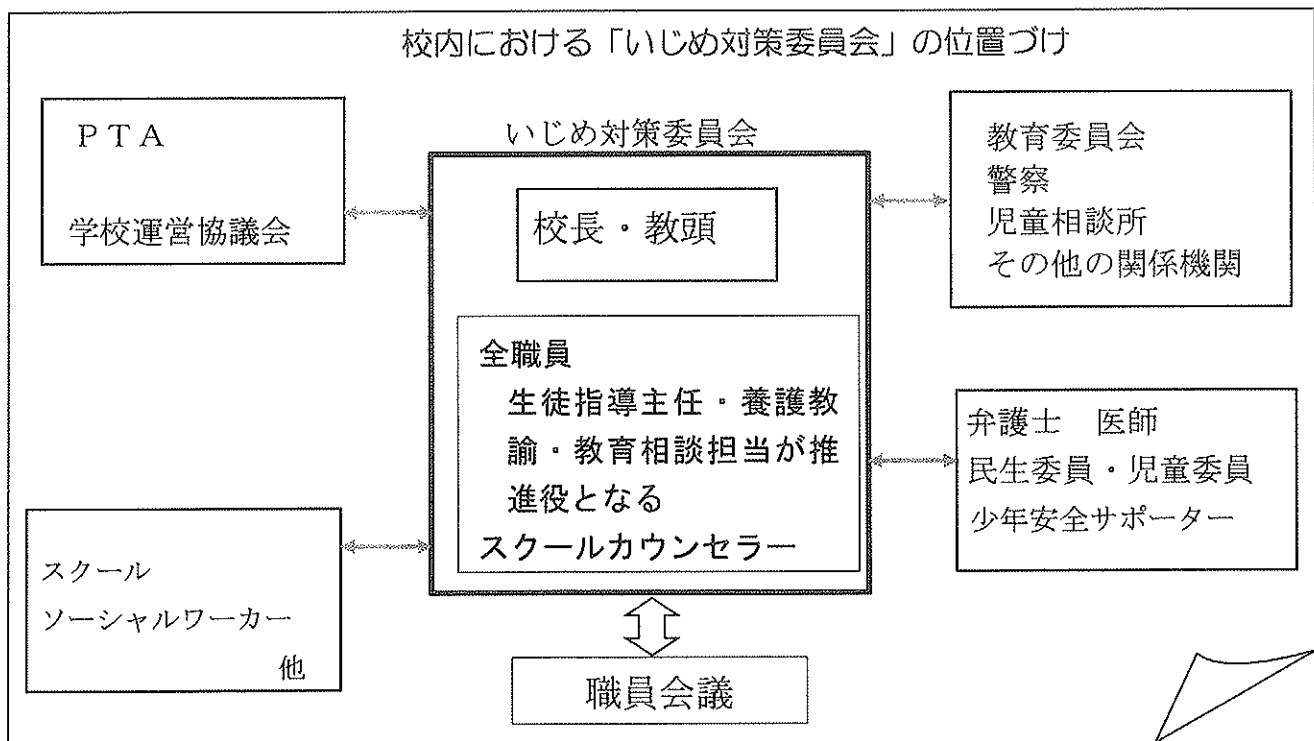 校内における「いじめ対策委員会」の位置づけ
PTA
学校運営協議会
いじめ対策委員会
校長・教頭
全職員
生徒指導主任・養護教
諭・教育相談担当が推
進役となる
スクールカウンセラー
教育委員会
警察
児童相談所
その他の関係機関
弁護士　医師
民生委員・児童委員
少年安全サポーター
スクール
ソーシャルワーカー
他
職員会議